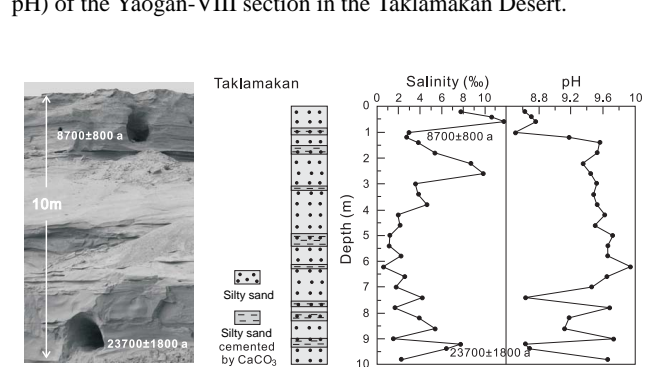 pH) of the Yaogan-VIII section in the Taklamakan Desert.
Taklamakan
Salinity (‰)
pH
0 2 4 6 8 10
8.8 9.2 9.6 10
8700±800 a
10m
23700±1800 a
Silty sand
Silty sand
cemented
by CaCO₃
Depth (m)
0
1
2
3
4
5
6
7
8
9
10
8700±800 a
23700±1800 a